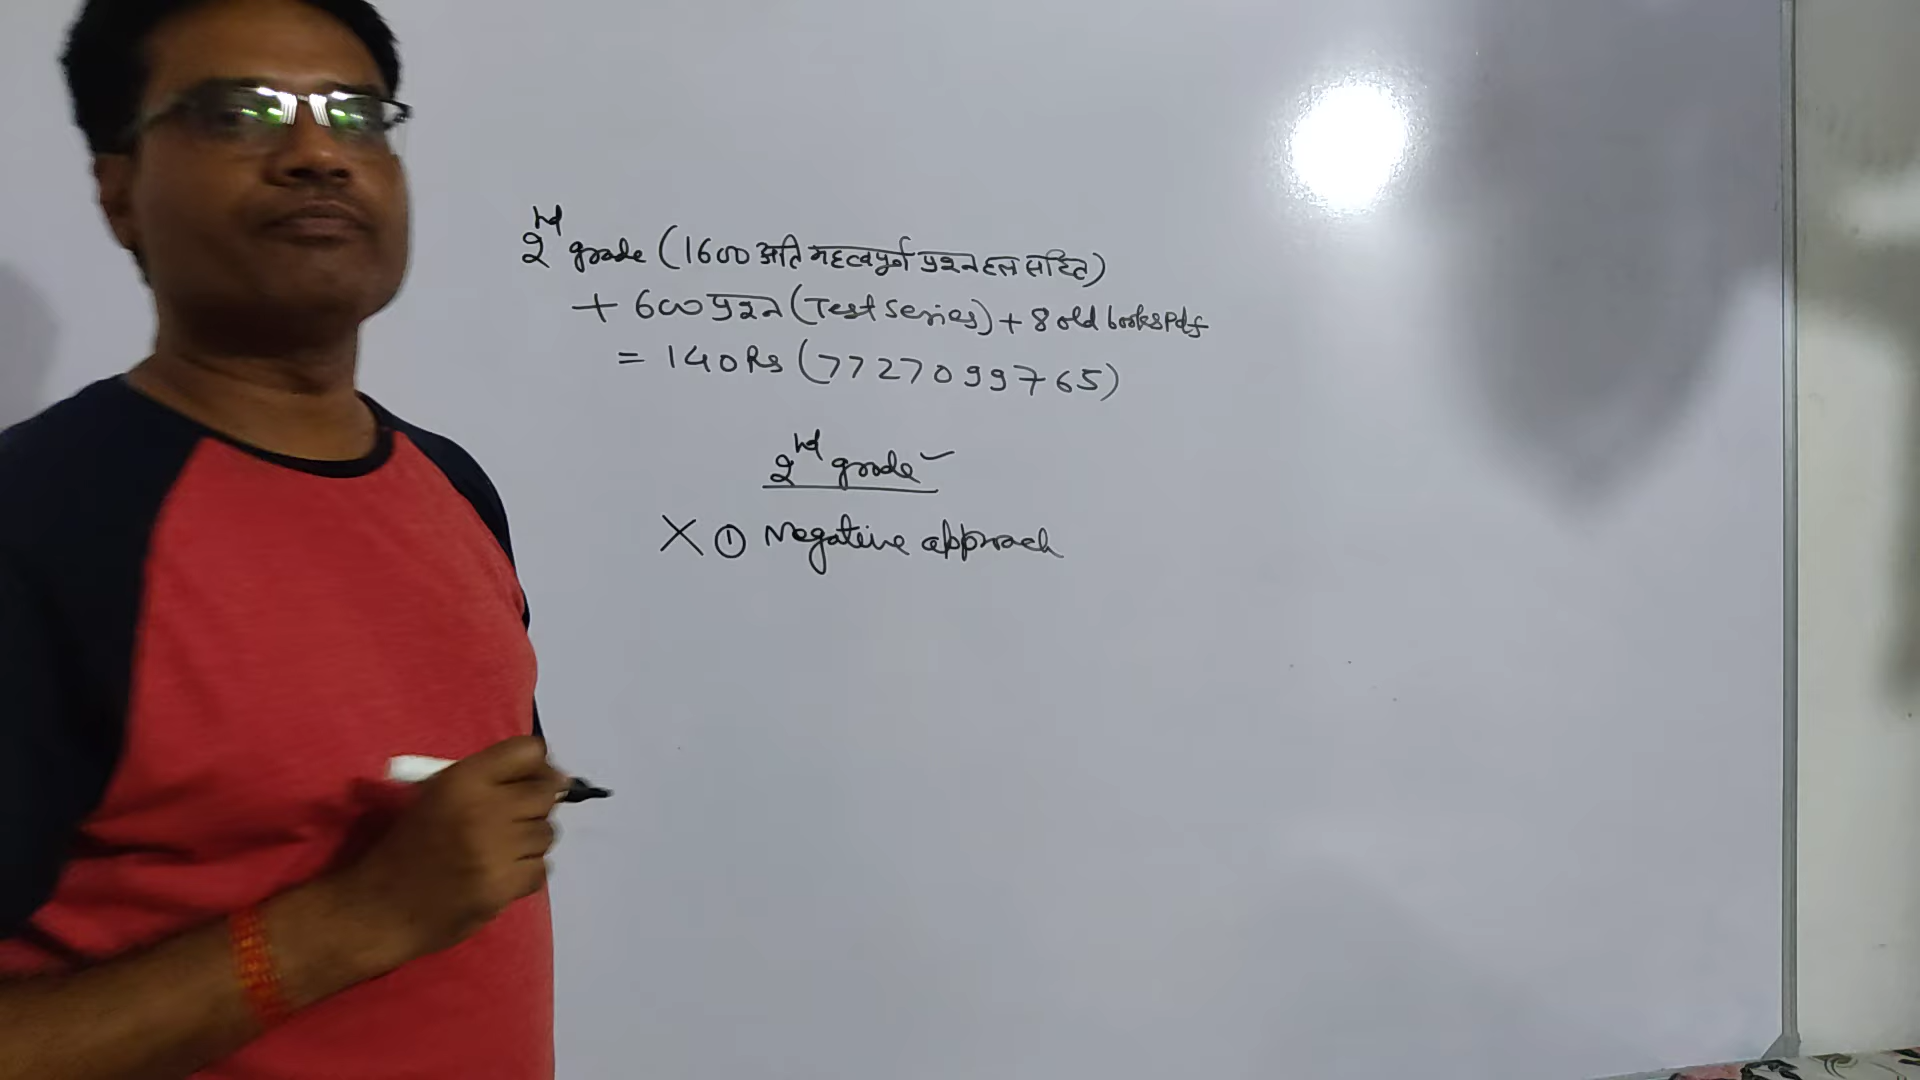 2nd grade (1600 अति महत्वपूर्ण प्रश्न हल सहित)
+ 600 प्रश्न (Test series) + 8 old books Pdf
= 140 Rs (7727099765)
2nd grade ✓
X ① Negative approach